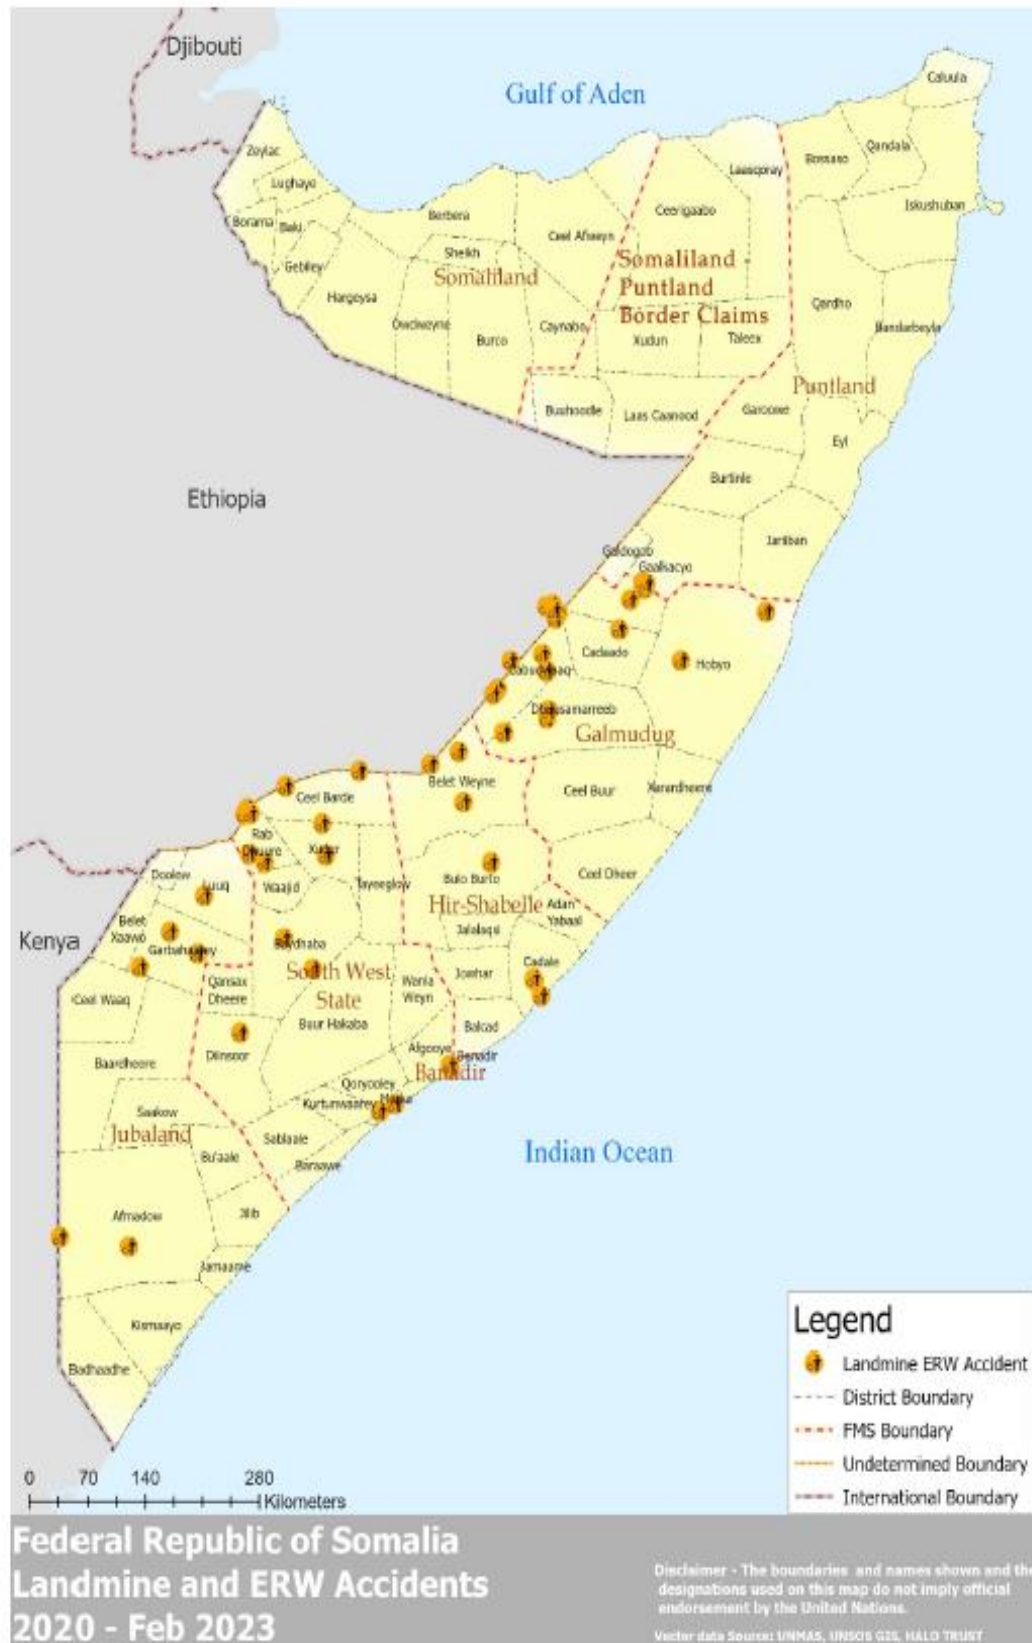 Djibouti
Gulf of Aden
Caluula
Zeylac
Bossaso
Qandala
Laasqoray
Lughaye
Iskushuban
Borama
Baki
Berbera
Ceerigaabo
Ceel Afweyn
Sheikh
Gebiley
Somaliland
Somaliland
Puntland
Border Claims
Hargeysa
Qardho
Owdweyne
Burco
Caynabo
Xudun
Taleex
Bandarbeyla
Puntland
Buuhoodle
Laas Caanood
Garoowe
Eyl
Ethiopia
Burtinle
Jariiban
Galdogob
Gaalkacyo
Cadaado
Hobyo
Galmudug
Belet Weyne
Ceel Buur
Xarardheere
Ceel Barde
Rab
Dhuure
Xudur
Doolow
Luuq
Waajid
Tayeeglow
Bulo Burto
Ceel Dheer
Hir-Shabelle
Adan
Yabaal
Belet
Xaawo
Kenya
Jalalaqsi
Baydhaba
Cadale
South West
State
Qansax
Dheere
Jowhar
Wanla
Weyn
Ceel Waaq
Buur Hakaba
Balcad
Diinsoor
Baardheere
Afgooye
Banadir
Banadir
Qoryooley
Kurtunwaarey
Saakow
Jubaland
Sablaale
Bu'aale
Baraawe
Indian Ocean
Afmadow
Jilib
Jamaame
Kismaayo
Badhaadhe
Legend
Landmine ERW Accident
District Boundary
FMS Boundary
Undetermined Boundary
International Boundary
0 70 140 280
Kilometers
Federal Republic of Somalia
Landmine and ERW Accidents
2020 - Feb 2023
Disclaimer - The boundaries and names shown and the
designations used on this map do not imply official
endorsement by the United Nations.
Vector data Source: UNMAS, UNSOS GIS, HALO TRUST